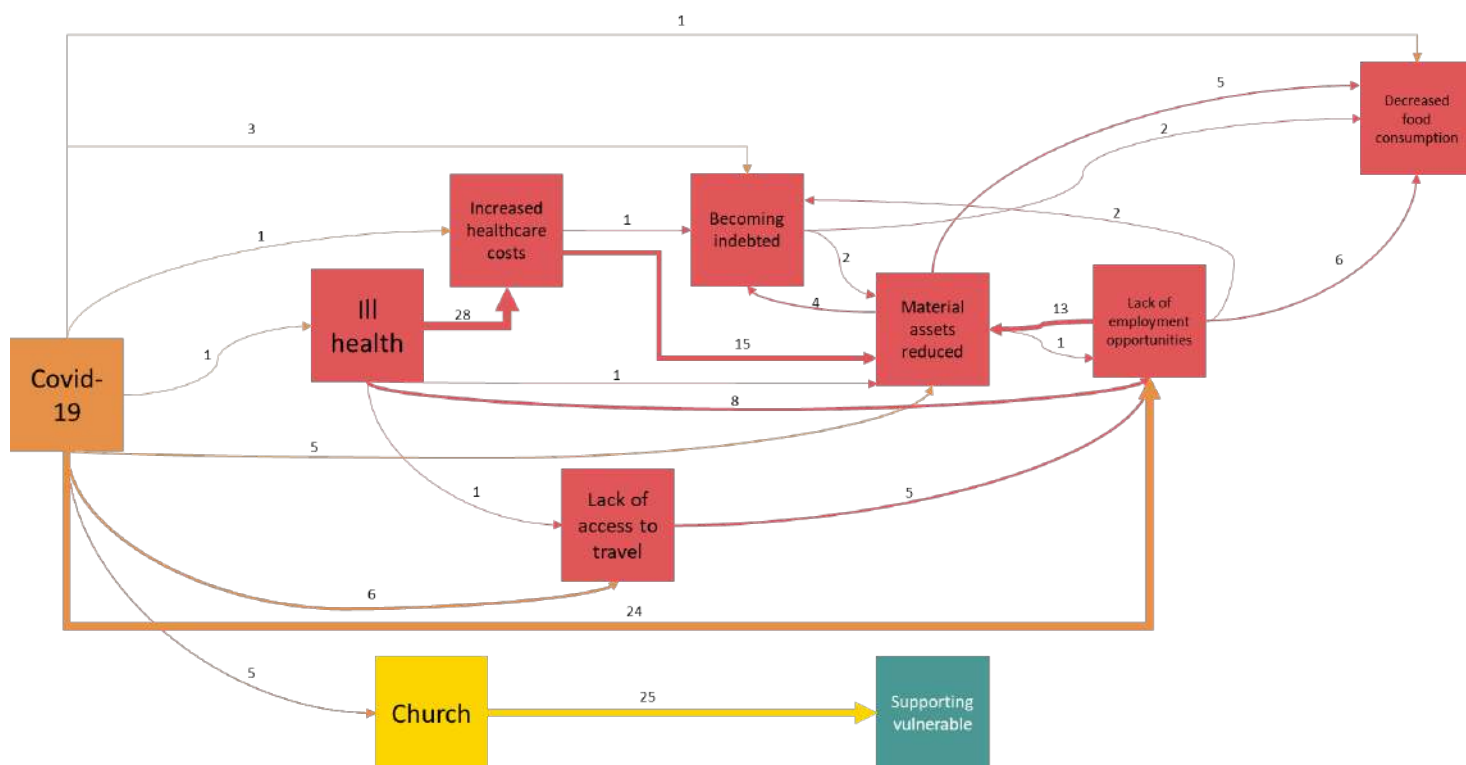 1
Decreased
food
consumption
5
2
3
Increased
healthcare
costs
1
Becoming
indebted
2
1
2
6
Ill
health
28
4
Material
assets
reduced
13
Lack of
employment
opportunities
1
15
1
Covid-
19
1
8
5
1
Lack of
access to
travel
5
6
24
5
Church
25
Supporting
vulnerable